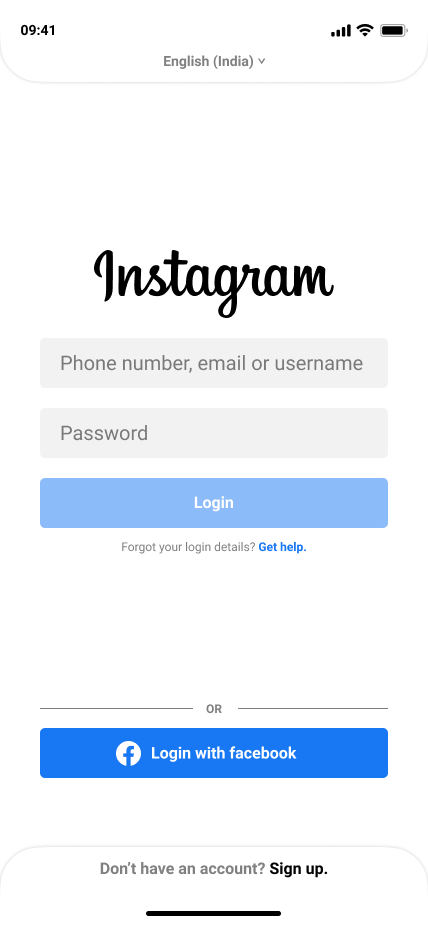 09:41
English (India)
Instagram
Phone number, email or username
Password
Login
Forgot your login details? Get help.
OR
Login with facebook
Don’t have an account? Sign up.